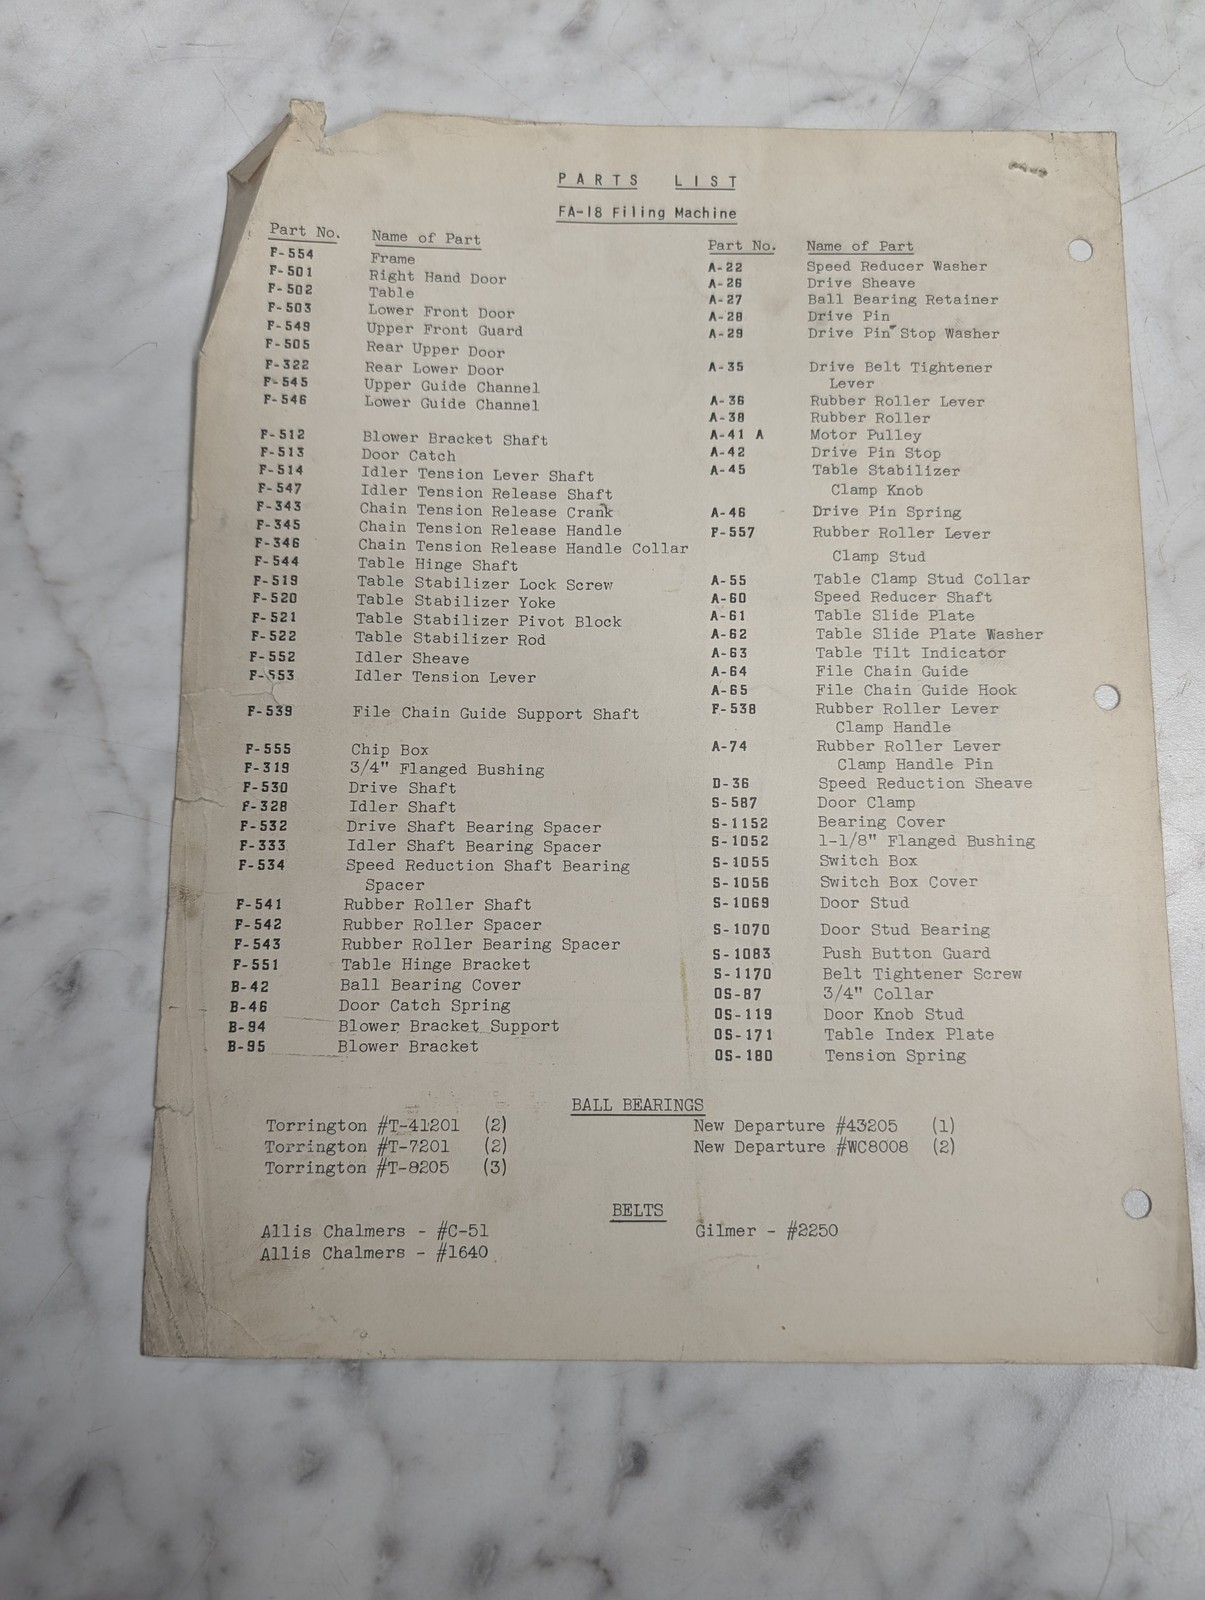 PARTS LIST
FA-18 Filing Machine
Part No. Name of Part
F-554 Frame
F-501 Right Hand Door
F-502 Table
F-503 Lower Front Door
F-549 Upper Front Guard
F-505 Rear Upper Door
F-322 Rear Lower Door
F-545 Upper Guide Channel
F-546 Lower Guide Channel
F-512 Blower Bracket Shaft
F-513 Door Catch
F-514 Idler Tension Lever Shaft
F-547 Idler Tension Release Shaft
F-343 Chain Tension Release Crank
F-345 Chain Tension Release Handle
F-346 Chain Tension Release Handle Collar
F-544 Table Hinge Shaft
F-519 Table Stabilizer Lock Screw
F-520 Table Stabilizer Yoke
F-521 Table Stabilizer Pivot Block
F-522 Table Stabilizer Rod
F-552 Idler Sheave
F-553 Idler Tension Lever
F-539 File Chain Guide Support Shaft
F-555 Chip Box
F-319 3/4" Flanged Bushing
F-530 Drive Shaft
F-328 Idler Shaft
F-532 Drive Shaft Bearing Spacer
F-333 Idler Shaft Bearing Spacer
F-534 Speed Reduction Shaft Bearing
Spacer
F-541 Rubber Roller Shaft
F-542 Rubber Roller Spacer
F-543 Rubber Roller Bearing Spacer
F-551 Table Hinge Bracket
B-42 Ball Bearing Cover
B-46 Door Catch Spring
B-94 Blower Bracket Support
B-95 Blower Bracket
Part No. Name of Part
A-22 Speed Reducer Washer
A-26 Drive Sheave
A-27 Ball Bearing Retainer
A-28 Drive Pin
A-29 Drive Pin Stop Washer
A-35 Drive Belt Tightener
Lever
A-36 Rubber Roller Lever
A-38 Rubber Roller
A-41 A Motor Pulley
A-42 Drive Pin Stop
A-45 Table Stabilizer
Clamp Knob
A-46 Drive Pin Spring
F-557 Rubber Roller Lever
Clamp Stud
A-55 Table Clamp Stud Collar
A-60 Speed Reducer Shaft
A-61 Table Slide Plate
A-62 Table Slide Plate Washer
A-63 Table Tilt Indicator
A-64 File Chain Guide
A-65 File Chain Guide Hook
F-538 Rubber Roller Lever
Clamp Handle
A-74 Rubber Roller Lever
Clamp Handle Pin
D-36 Speed Reduction Sheave
S-587 Door Clamp
S-1152 Bearing Cover
S-1052 1-1/8" Flanged Bushing
S-1055 Switch Box
S-1056 Switch Box Cover
S-1069 Door Stud
S-1070 Door Stud Bearing
S-1083 Push Button Guard
S-1170 Belt Tightener Screw
OS-87 3/4" Collar
OS-119 Door Knob Stud
OS-171 Table Index Plate
OS-180 Tension Spring
BALL BEARINGS
Torrington #T-41201 (2)
Torrington #T-7201 (2)
Torrington #T-8205 (3)
New Departure #43205 (1)
New Departure #WC8008 (2)
BELTS
Allis Chalmers - #C-51
Allis Chalmers - #1640
Gilmer - #2250